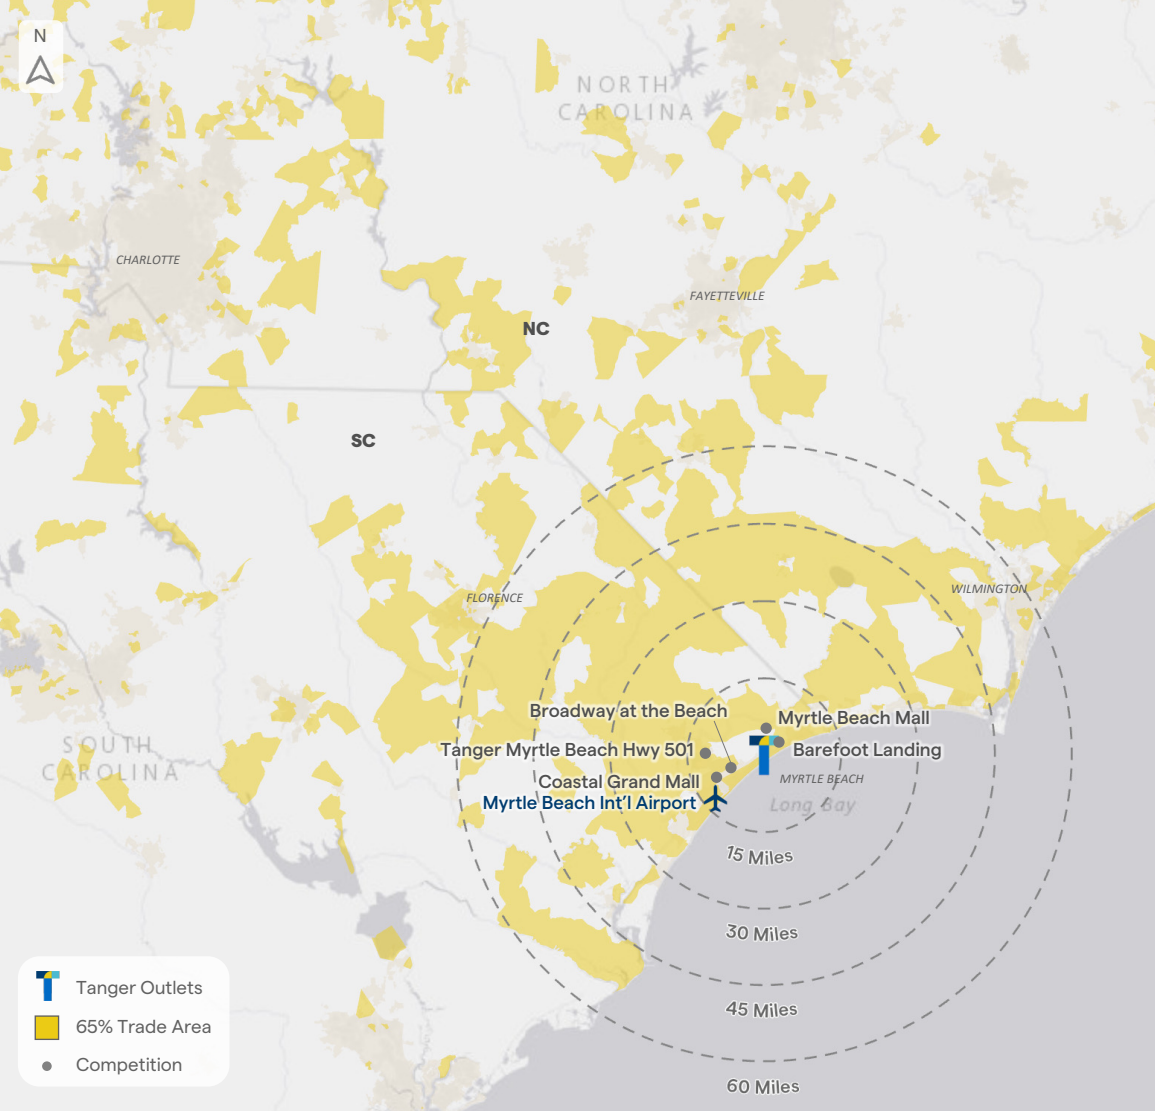 N
NORTH
CAROLINA
CHARLOTTE
FAYETTEVILLE
NC
SC
WILMINGTON
FLORENCE
Broadway at the Beach
Myrtle Beach Mall
SOUTH
CAROLINA
Tanger Myrtle Beach Hwy 501
Barefoot Landing
Coastal Grand Mall
MYRTLE BEACH
Myrtle Beach Int'l Airport
Long Bay
15 Miles
30 Miles
45 Miles
60 Miles
Tanger Outlets
65% Trade Area
Competition